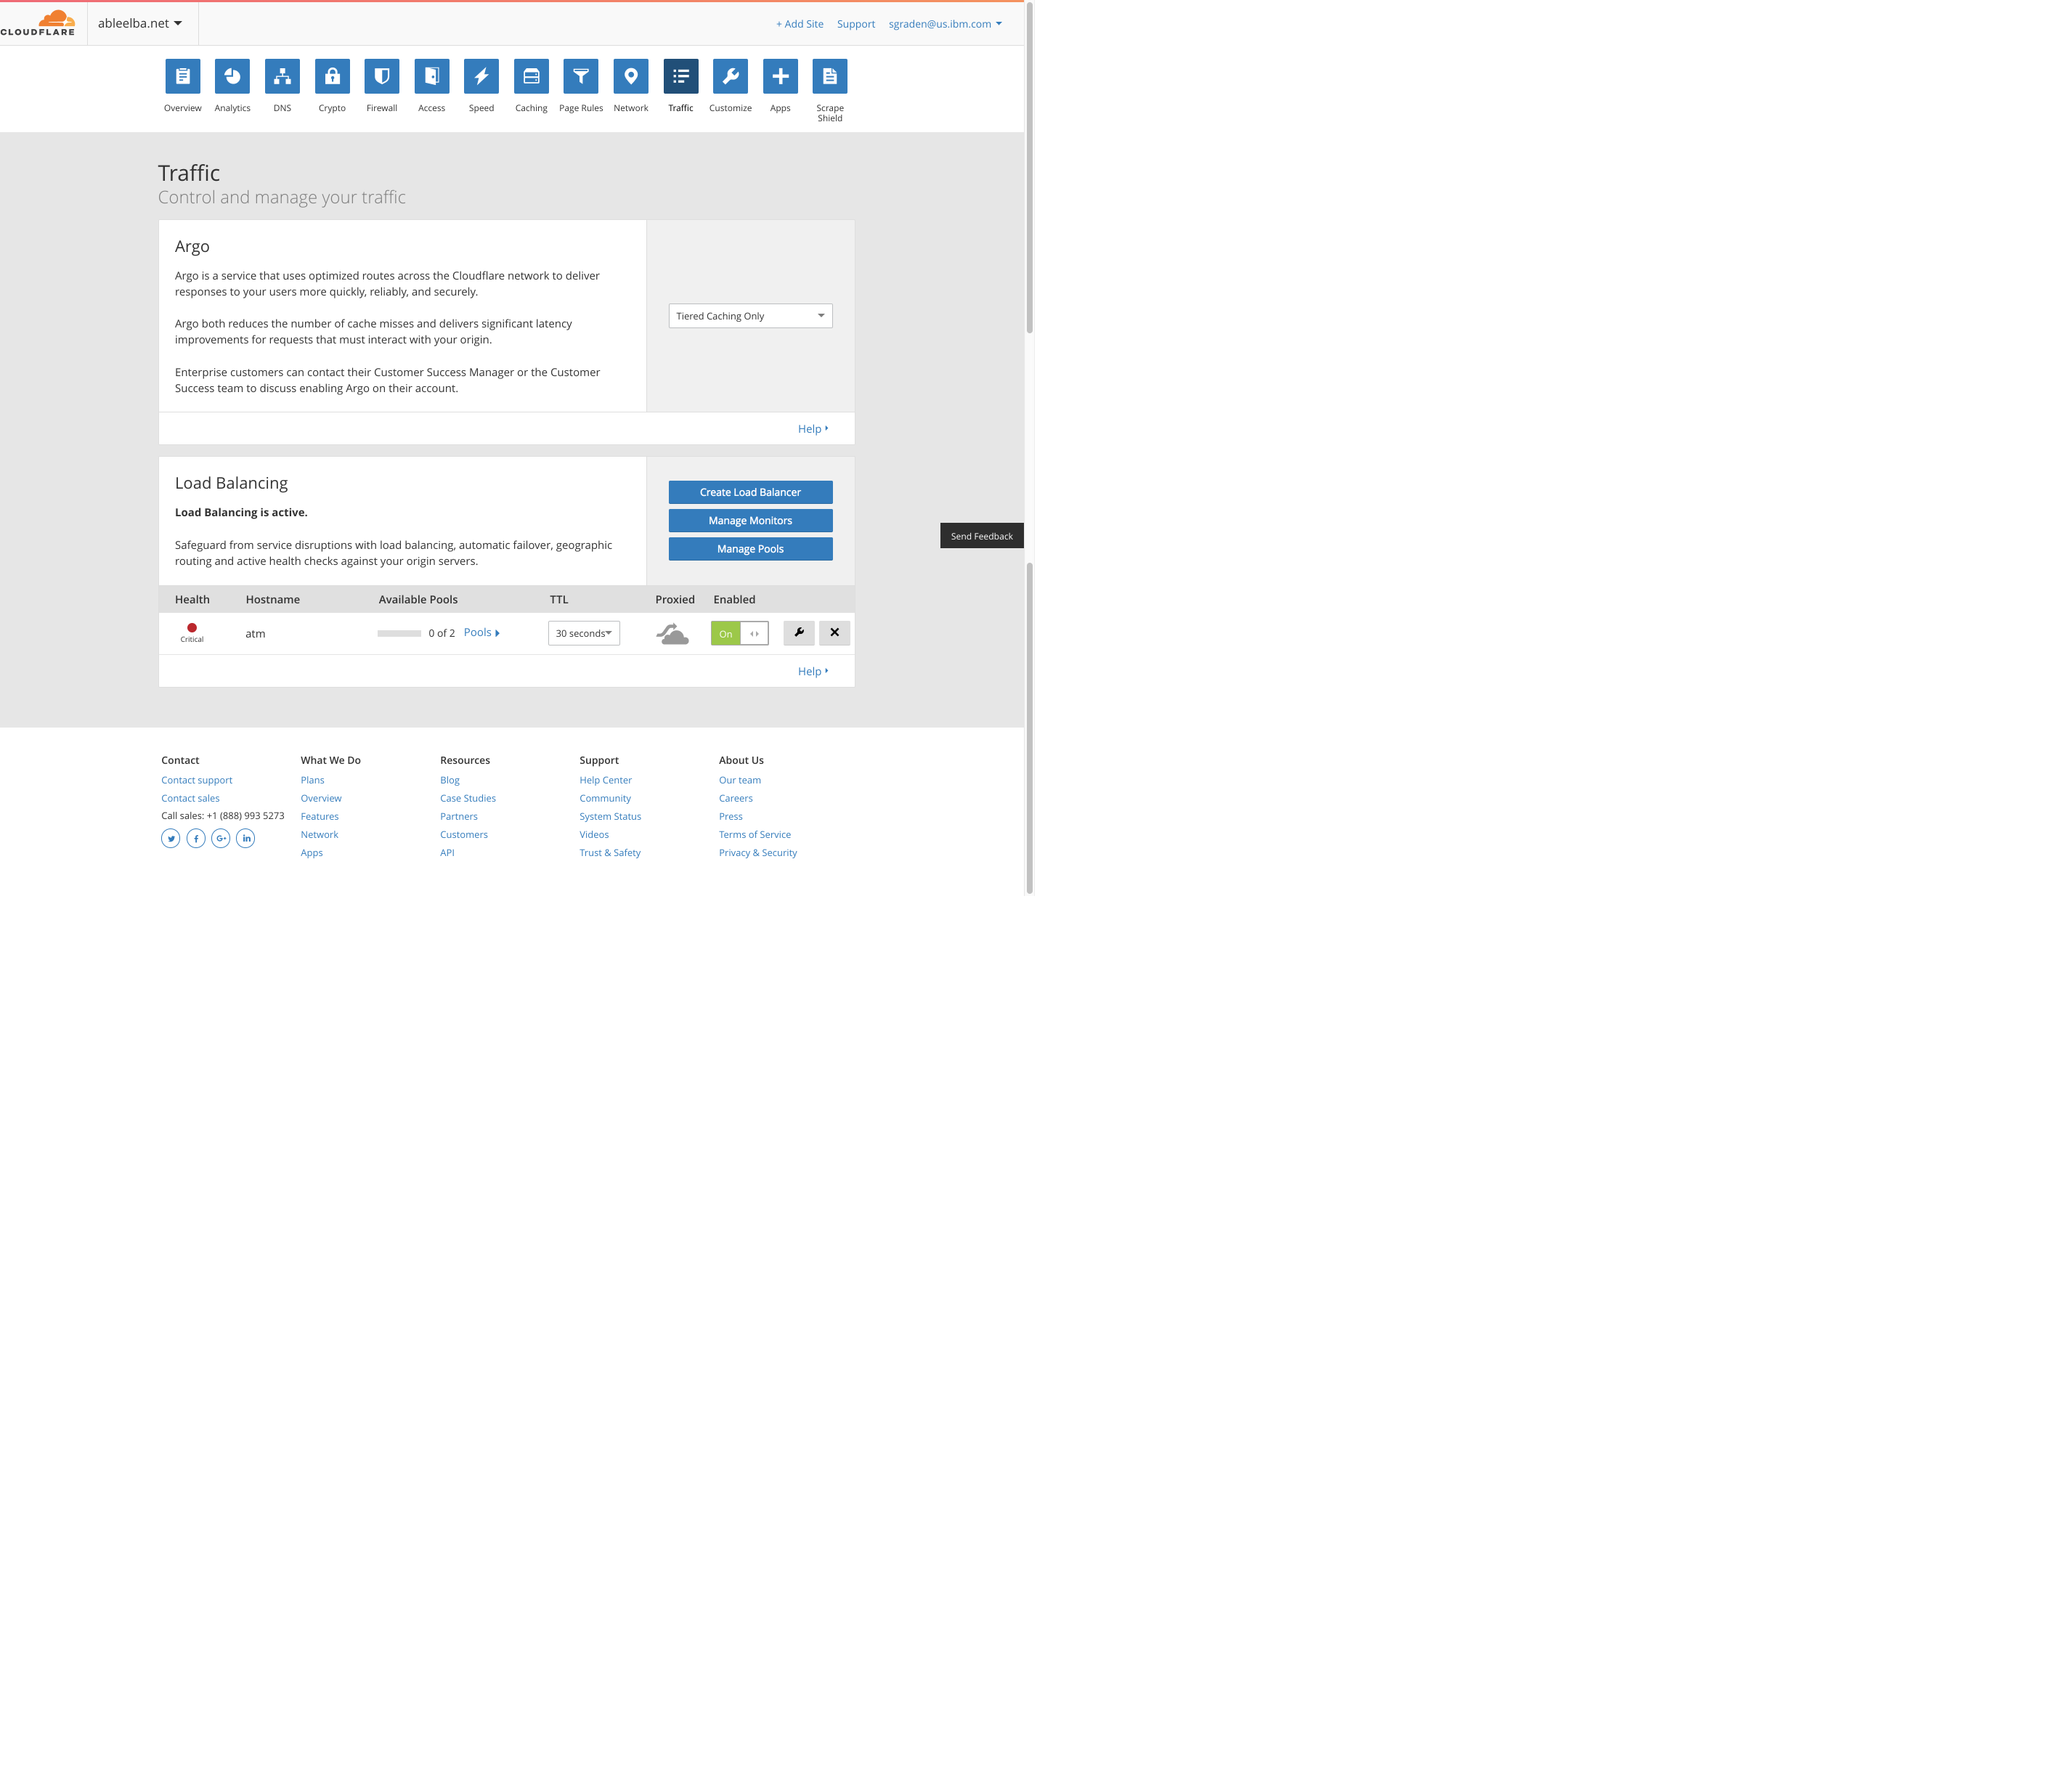 CLOUDFLARE
ableelba.net
+ Add Site Support sgraden@us.ibm.com
Overview Analytics DNS Crypto Firewall Access Speed Caching Page Rules Network Traffic Customize Apps Scrape Shield
Traffic
Control and manage your traffic
Argo
Argo is a service that uses optimized routes across the Cloudflare network to deliver
responses to your users more quickly, reliably, and securely.
Argo both reduces the number of cache misses and delivers significant latency
improvements for requests that must interact with your origin.
Enterprise customers can contact their Customer Success Manager or the Customer
Success team to discuss enabling Argo on their account.
Tiered Caching Only
Help
Load Balancing
Load Balancing is active.
Safeguard from service disruptions with load balancing, automatic failover, geographic
routing and active health checks against your origin servers.
Create Load Balancer
Manage Monitors
Manage Pools
Send Feedback
Health Hostname Available Pools TTL Proxied Enabled
Critical atm 0 of 2 Pools 30 seconds On
Help
Contact
Contact support
Contact sales
Call sales: +1 (888) 993 5273
What We Do
Plans
Overview
Features
Network
Apps
Resources
Blog
Case Studies
Partners
Customers
API
Support
Help Center
Community
System Status
Videos
Trust & Safety
About Us
Our team
Careers
Press
Terms of Service
Privacy & Security